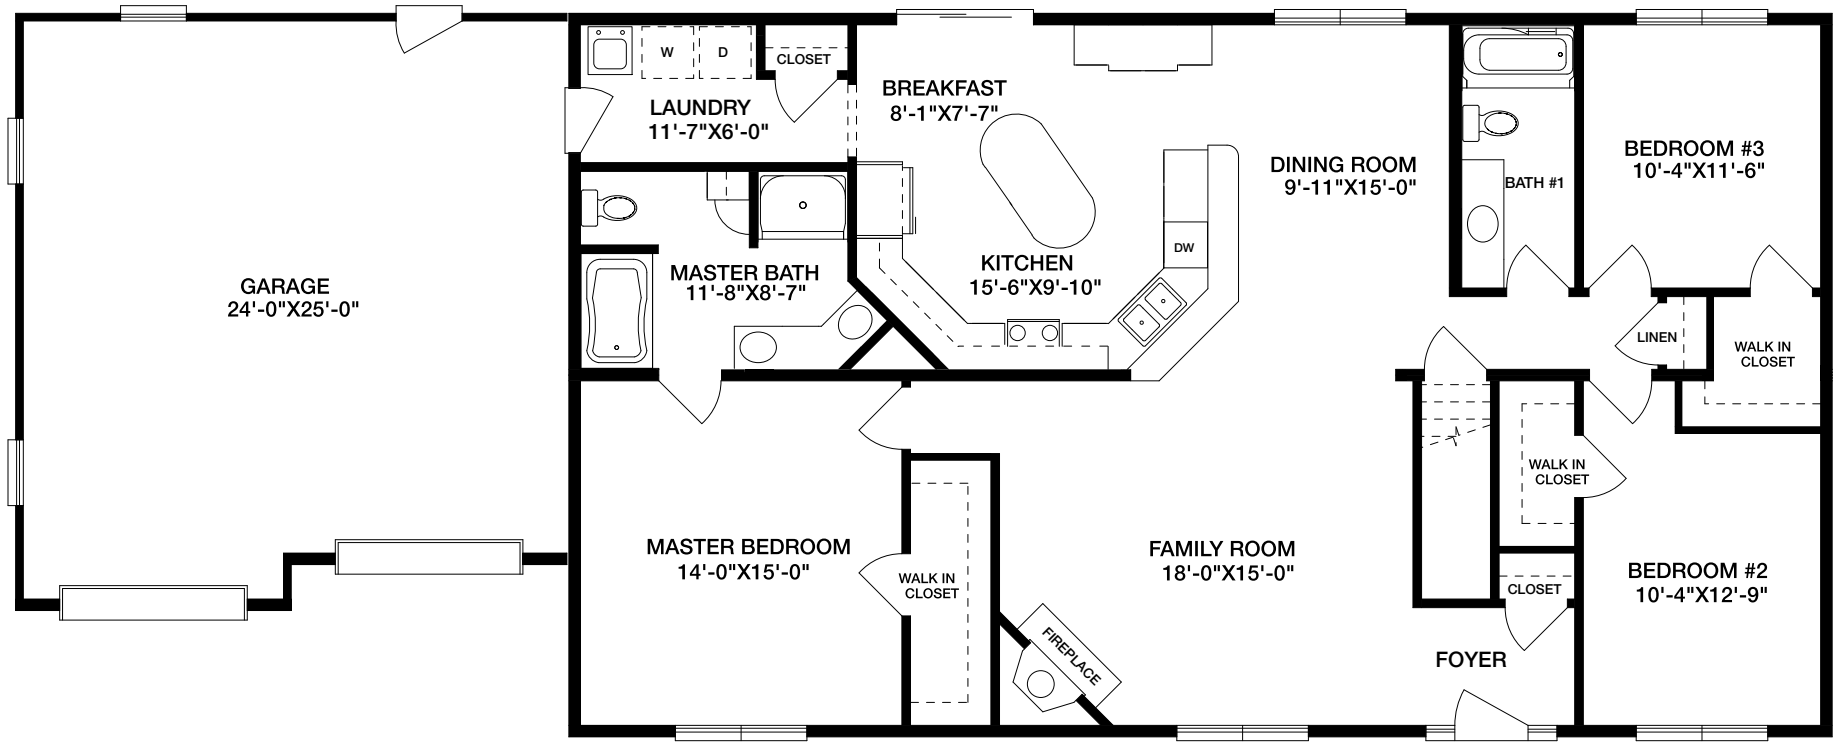 W
D
CLOSET
LAUNDRY
11'-7"X6'-0"
BREAKFAST
8'-1"X7'-7"
DINING ROOM
9'-11"X15'-0"
BATH #1
BEDROOM #3
10'-4"X11'-6"
GARAGE
24'-0"X25'-0"
MASTER BATH
11'-8"X8'-7"
KITCHEN
15'-6"X9'-10"
DW
LINEN
WALK IN
CLOSET
WALK IN
CLOSET
MASTER BEDROOM
14'-0"X15'-0"
WALK IN
CLOSET
FAMILY ROOM
18'-0"X15'-0"
CLOSET
BEDROOM #2
10'-4"X12'-9"
FIREPLACE
FOYER